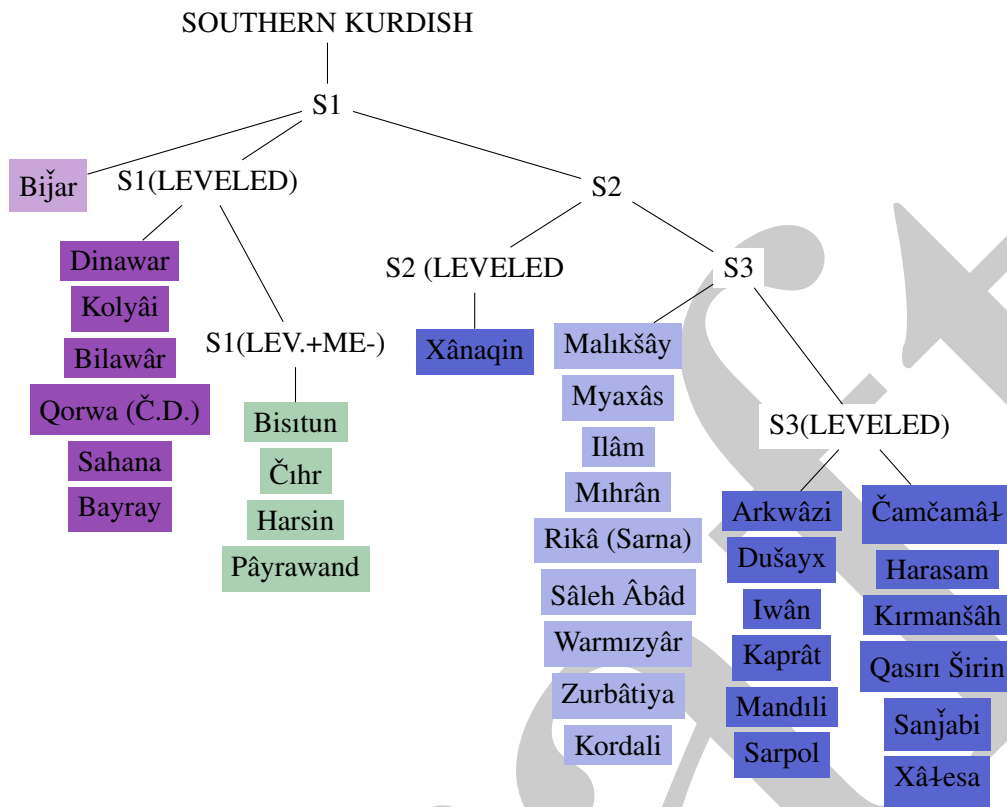 SOUTHERN KURDISH
S1
Biǰar
S1(LEVELED)
S2
Dinawar
Kolyâi
Bilawâr
Qorwa (Č.D.)
Sahana
Bayray
S1(LEV.+ME-)
Bisıtun
Čıhr
Harsin
Pâyrawand
S2 (LEVELED
Xânaqin
S3
Malıkšây
Myaxâs
Ilâm
Mıhrân
Rikâ (Sarna)
Sâleh Âbâd
Warmızyâr
Zurbâtiya
Kordali
S3(LEVELED)
Arkwâzi
Dušayx
Iwân
Kaprât
Mandıli
Sarpol
Čamčamâɫ
Harasam
Kırmanšâh
Qasırı Širin
Sanǰabi
Xâɫesa